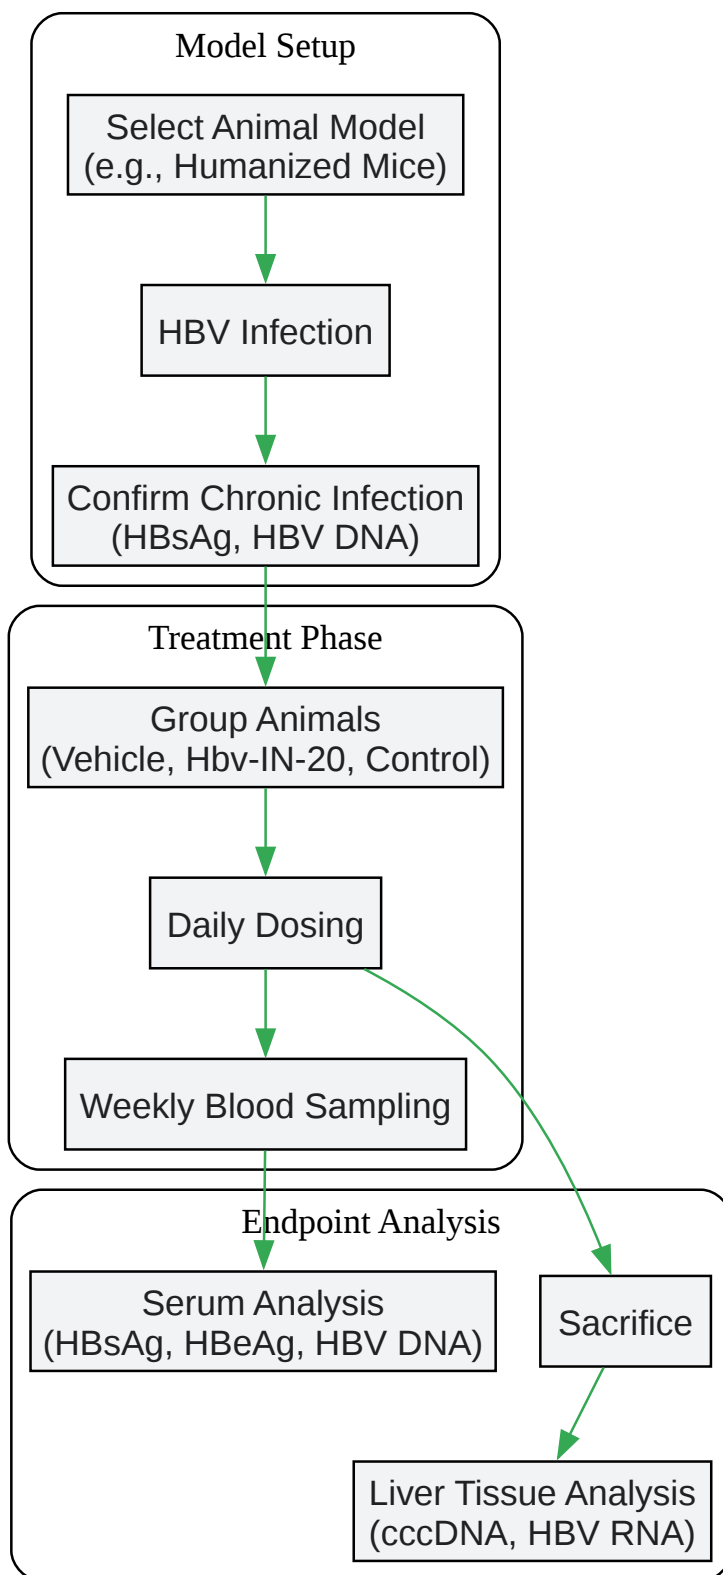 Model Setup
Select Animal Model
(e.g., Humanized Mice)
HBV Infection
Confirm Chronic Infection
(HBsAg, HBV DNA)
Treatment Phase
Group Animals
(Vehicle, Hbv-IN-20, Control)
Daily Dosing
Weekly Blood Sampling
Endpoint Analysis
Serum Analysis
(HBsAg, HBeAg, HBV DNA)
Sacrifice
Liver Tissue Analysis
(cccDNA, HBV RNA)